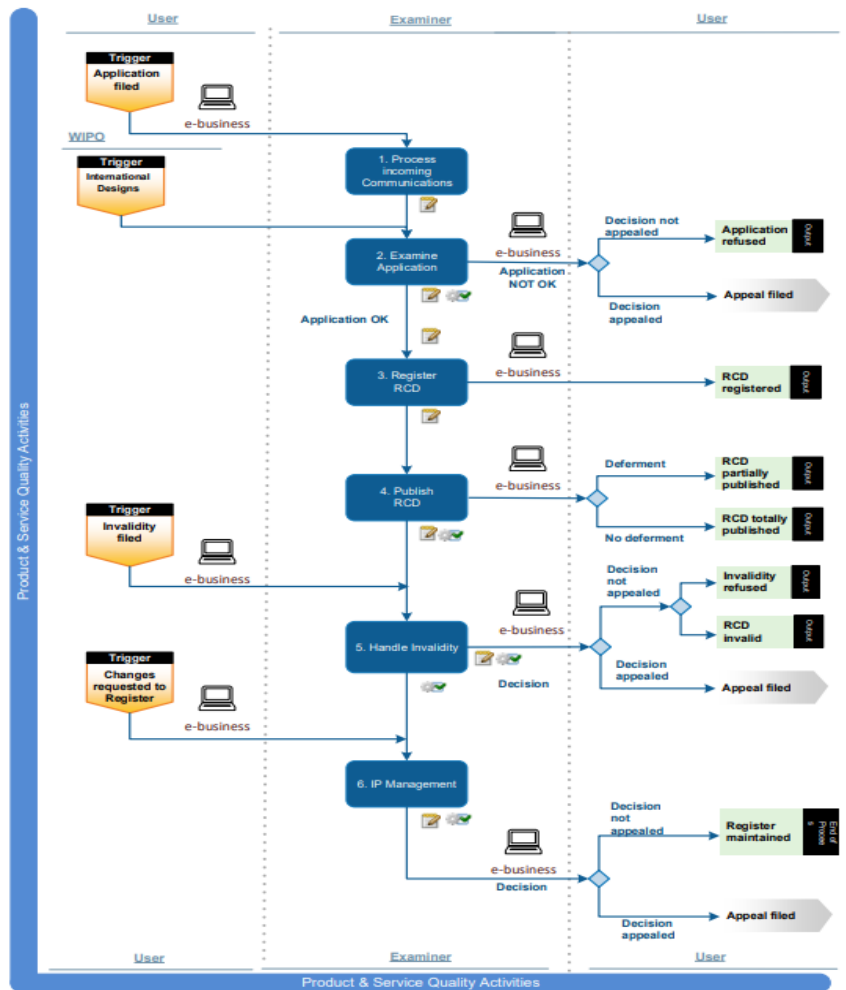 User
Examiner
User
Trigger
Application
filed
e-business
WIPO
Trigger
International
Designs
1. Process
incoming
Communications
2. Examine
Application
e-business
Application
NOT OK
Decision not
appealed
Application
refused
Output
Decision
appealed
Appeal filed
Application OK
3. Register
RCD
e-business
RCD
registered
Output
4. Publish
RCD
e-business
Deferment
RCD
partially
published
Output
No deferment
RCD totally
published
Output
Trigger
Invalidity
filed
e-business
5. Handle Invalidity
e-business
Decision
Decision
not
appealed
Invalidity
refused
Output
RCD
invalid
Output
Decision
appealed
Appeal filed
Trigger
Changes
requested to
Register
e-business
6. IP Management
e-business
Decision
Decision
not
appealed
Register
maintained
End of
Proces
s
Decision
appealed
Appeal filed
User
Examiner
User
Product & Service Quality Activities
Product & Service Quality Activities